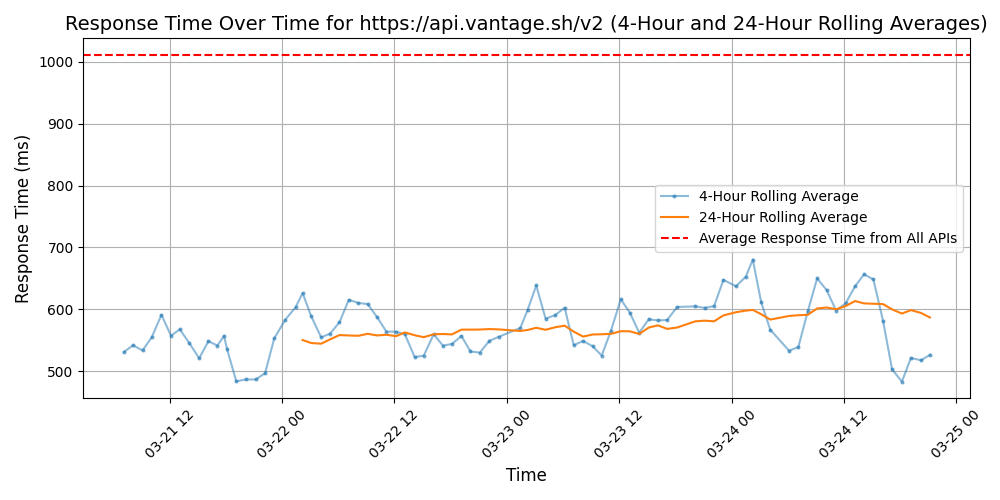 Response Time Over Time for https://api.vantage.sh/v2 (4-Hour and 24-Hour Rolling Averages)
Response Time (ms)
1000
900
800
700
600
500
4-Hour Rolling Average
24-Hour Rolling Average
Average Response Time from All APIs
03-21 12
03-22 00
03-22 12
03-23 00
03-23 12
03-24 00
03-24 12
03-25 00
Time